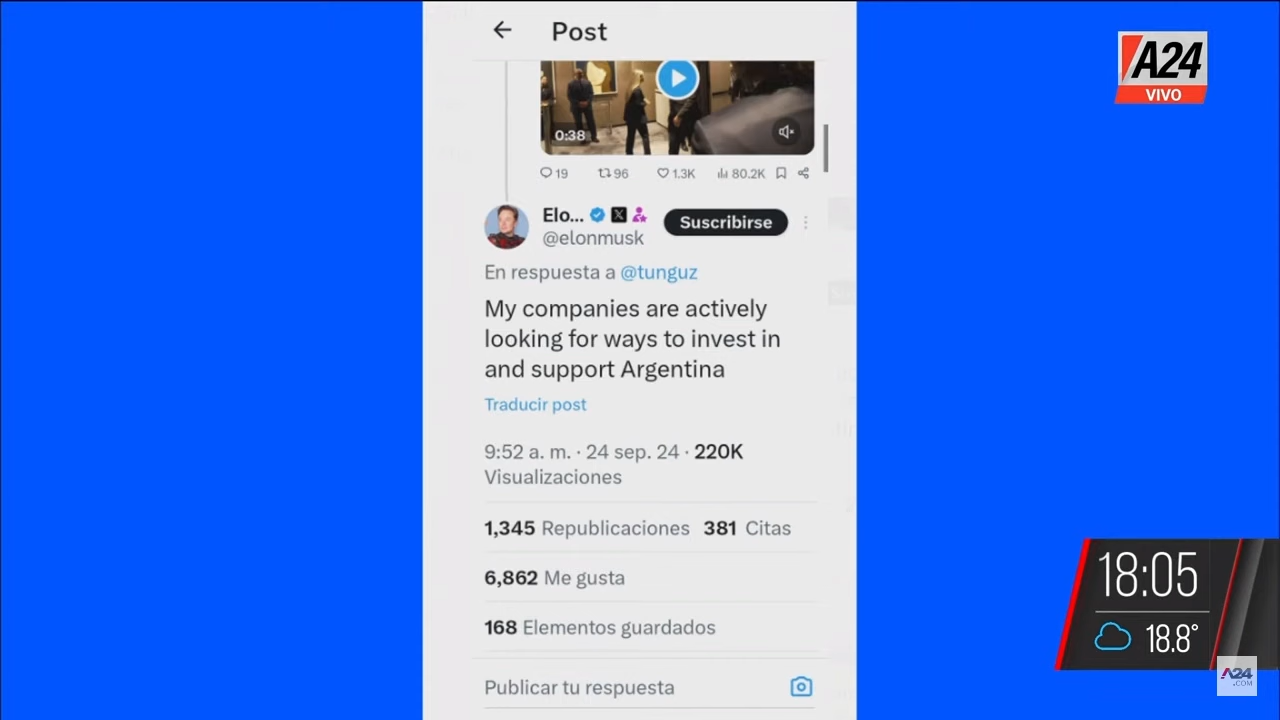 Post
A24
VIVO
0:38
19 96 1.3K 80.2K
Elo...
Suscribirse
@elonmusk
En respuesta a @tunguz
My companies are actively
looking for ways to invest in
and support Argentina
Traducir post
9:52 a. m. · 24 sep. 24 · 220K
Visualizaciones
1,345 Republicaciones 381 Citas
6,862 Me gusta
168 Elementos guardados
Publicar tu respuesta
18:05
18.8°
A24
.COM